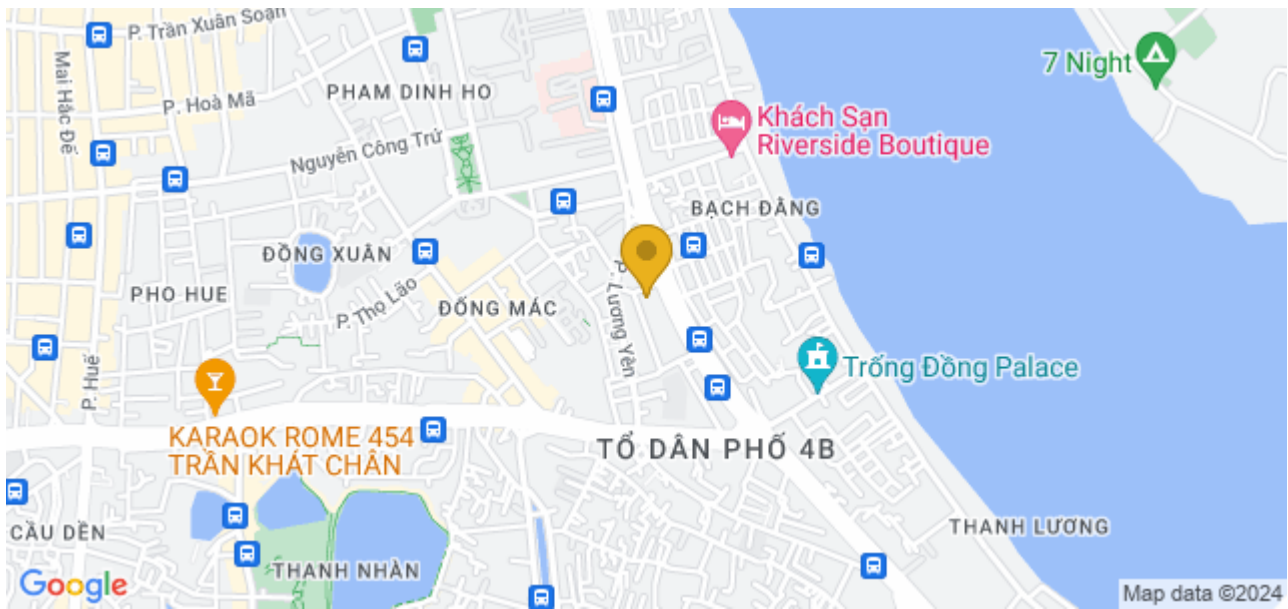 P. Trần Xuân Soạn
Mai Hắc Đế
7 Night
PHAM DINH HO
P. Hoà Mã
Khách Sạn
Riverside Boutique
Nguyễn Công Trứ
BẠCH ĐẰNG
ĐỒNG XUÂN
PHO HUE
P. Thọ Lão
ĐỐNG MÁC
P. Lương Yên
P. Huế
Trống Đồng Palace
KARAOK ROME 454
TRẦN KHÁT CHÂN
TỔ DÂN PHỐ 4B
CẦU DỀN
THANH LƯƠNG
THANH NHÀN
Google
Map data ©2024